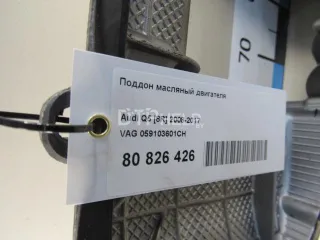 70
Поддон масляный двигателя
Audi Q5 [8R] 2008-2017
VAG 059103601CH
80 826 426